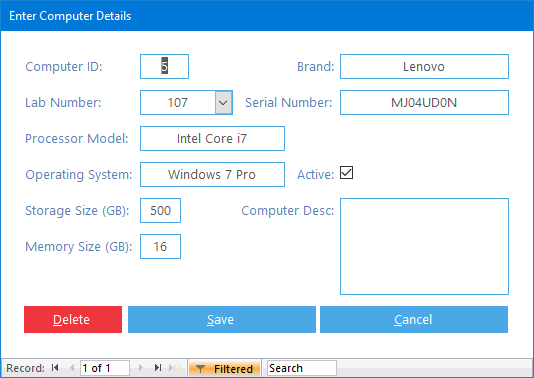 Enter Computer Details
Computer ID: 5 Brand: Lenovo
Lab Number: 107 Serial Number: MJ04UD0N
Processor Model: Intel Core i7
Operating System: Windows 7 Pro Active:
Storage Size (GB): 500 Computer Desc:
Memory Size (GB): 16
Delete Save Cancel
Record: 1 of 1 Filtered Search